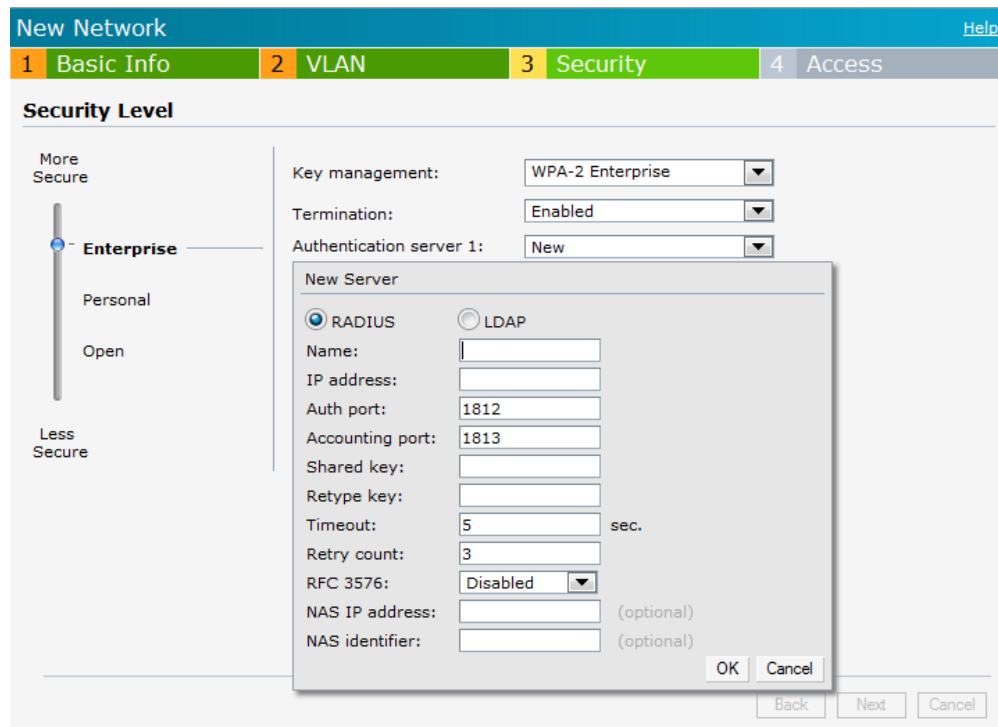 New Network Help
1 Basic Info 2 VLAN 3 Security 4 Access
Security Level
More
Secure
Enterprise
Personal
Open
Less
Secure
Key management: WPA-2 Enterprise
Termination: Enabled
Authentication server 1: New
New Server
RADIUS LDAP
Name:
IP address:
Auth port: 1812
Accounting port: 1813
Shared key:
Retype key:
Timeout: 5 sec.
Retry count: 3
RFC 3576: Disabled
NAS IP address: (optional)
NAS identifier: (optional)
OK Cancel
Back Next Cancel